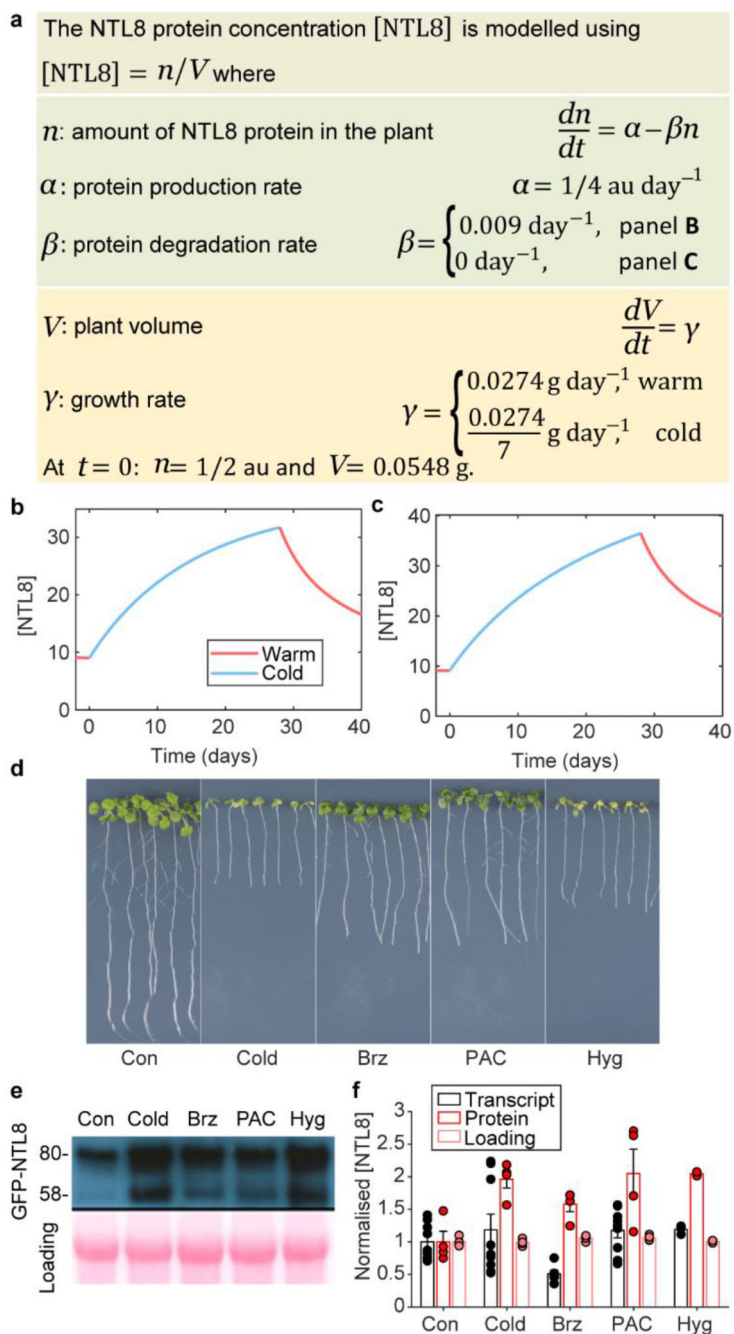 a
The NTL8 protein concentration [NTL8] is modelled using
[NTL8] = n/V where
n: amount of NTL8 protein in the plant dn/dt = α − βn
α: protein production rate α = 1/4 au day⁻¹
β: protein degradation rate β = { 0.009 day⁻¹, panel B
0 day⁻¹, panel C
V: plant volume dV/dt = γ
γ: growth rate γ = { 0.0274 g day⁻¹, warm
0.0274/7 g day⁻¹, cold
At t = 0: n = 1/2 au and V = 0.0548 g.
b
30
20
10
0
[NTL8]
0 10 20 30 40
Time (days)
Warm
Cold
c
40
30
20
10
0
[NTL8]
0 10 20 30 40
Time (days)
d
Con Cold Brz PAC Hyg
e
Con Cold Brz PAC Hyg
GFP-NTL8
80-
58-
Loading
f
Transcript
Protein
Loading
Normalised [NTL8]
3
2.5
2
1.5
1
0.5
0
Con Cold Brz PAC Hyg